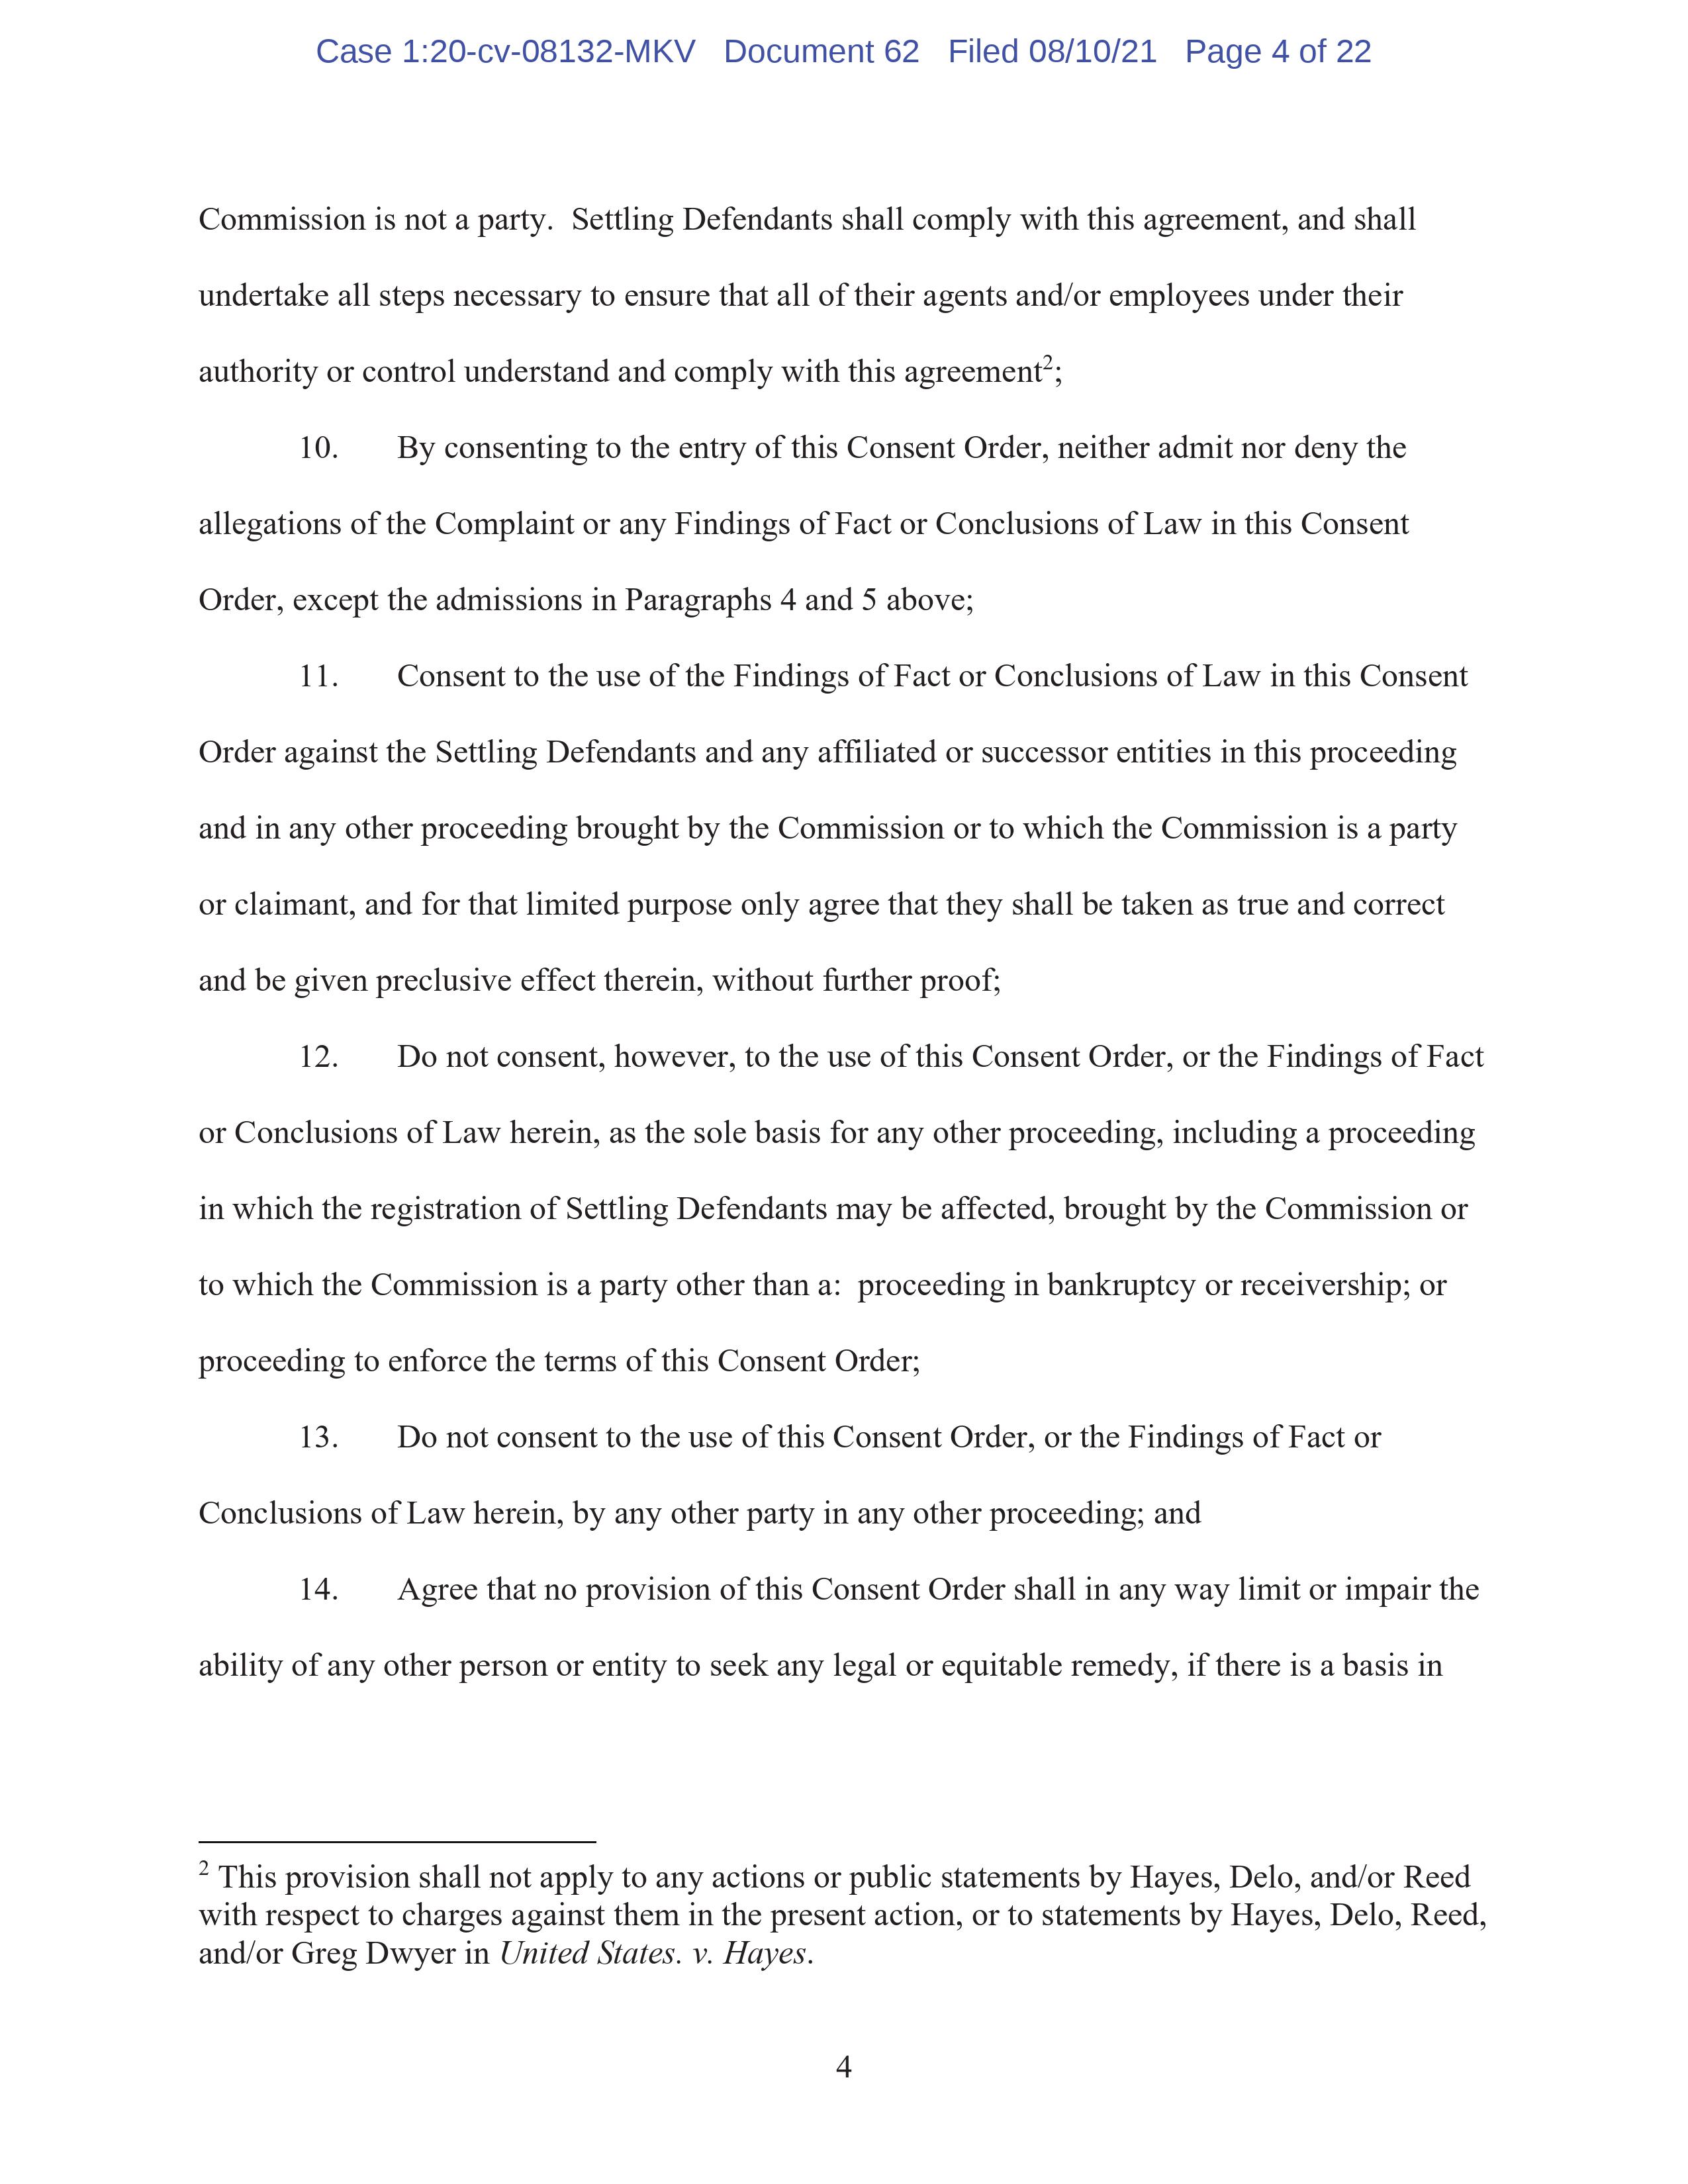 Case 1:20-cv-08132-MKV Document 62 Filed 08/10/21 Page 4 of 22
Commission is not a party. Settling Defendants shall comply with this agreement, and shall
undertake all steps necessary to ensure that all of their agents and/or employees under their
authority or control understand and comply with this agreement2;
10. By consenting to the entry of this Consent Order, neither admit nor deny the
allegations of the Complaint or any Findings of Fact or Conclusions of Law in this Consent
Order, except the admissions in Paragraphs 4 and 5 above;
11. Consent to the use of the Findings of Fact or Conclusions of Law in this Consent
Order against the Settling Defendants and any affiliated or successor entities in this proceeding
and in any other proceeding brought by the Commission or to which the Commission is a party
or claimant, and for that limited purpose only agree that they shall be taken as true and correct
and be given preclusive effect therein, without further proof;
12. Do not consent, however, to the use of this Consent Order, or the Findings of Fact
or Conclusions of Law herein, as the sole basis for any other proceeding, including a proceeding
in which the registration of Settling Defendants may be affected, brought by the Commission or
to which the Commission is a party other than a: proceeding in bankruptcy or receivership; or
proceeding to enforce the terms of this Consent Order;
13. Do not consent to the use of this Consent Order, or the Findings of Fact or
Conclusions of Law herein, by any other party in any other proceeding; and
14. Agree that no provision of this Consent Order shall in any way limit or impair the
ability of any other person or entity to seek any legal or equitable remedy, if there is a basis in
2 This provision shall not apply to any actions or public statements by Hayes, Delo, and/or Reed
with respect to charges against them in the present action, or to statements by Hayes, Delo, Reed,
and/or Greg Dwyer in United States. v. Hayes.
4